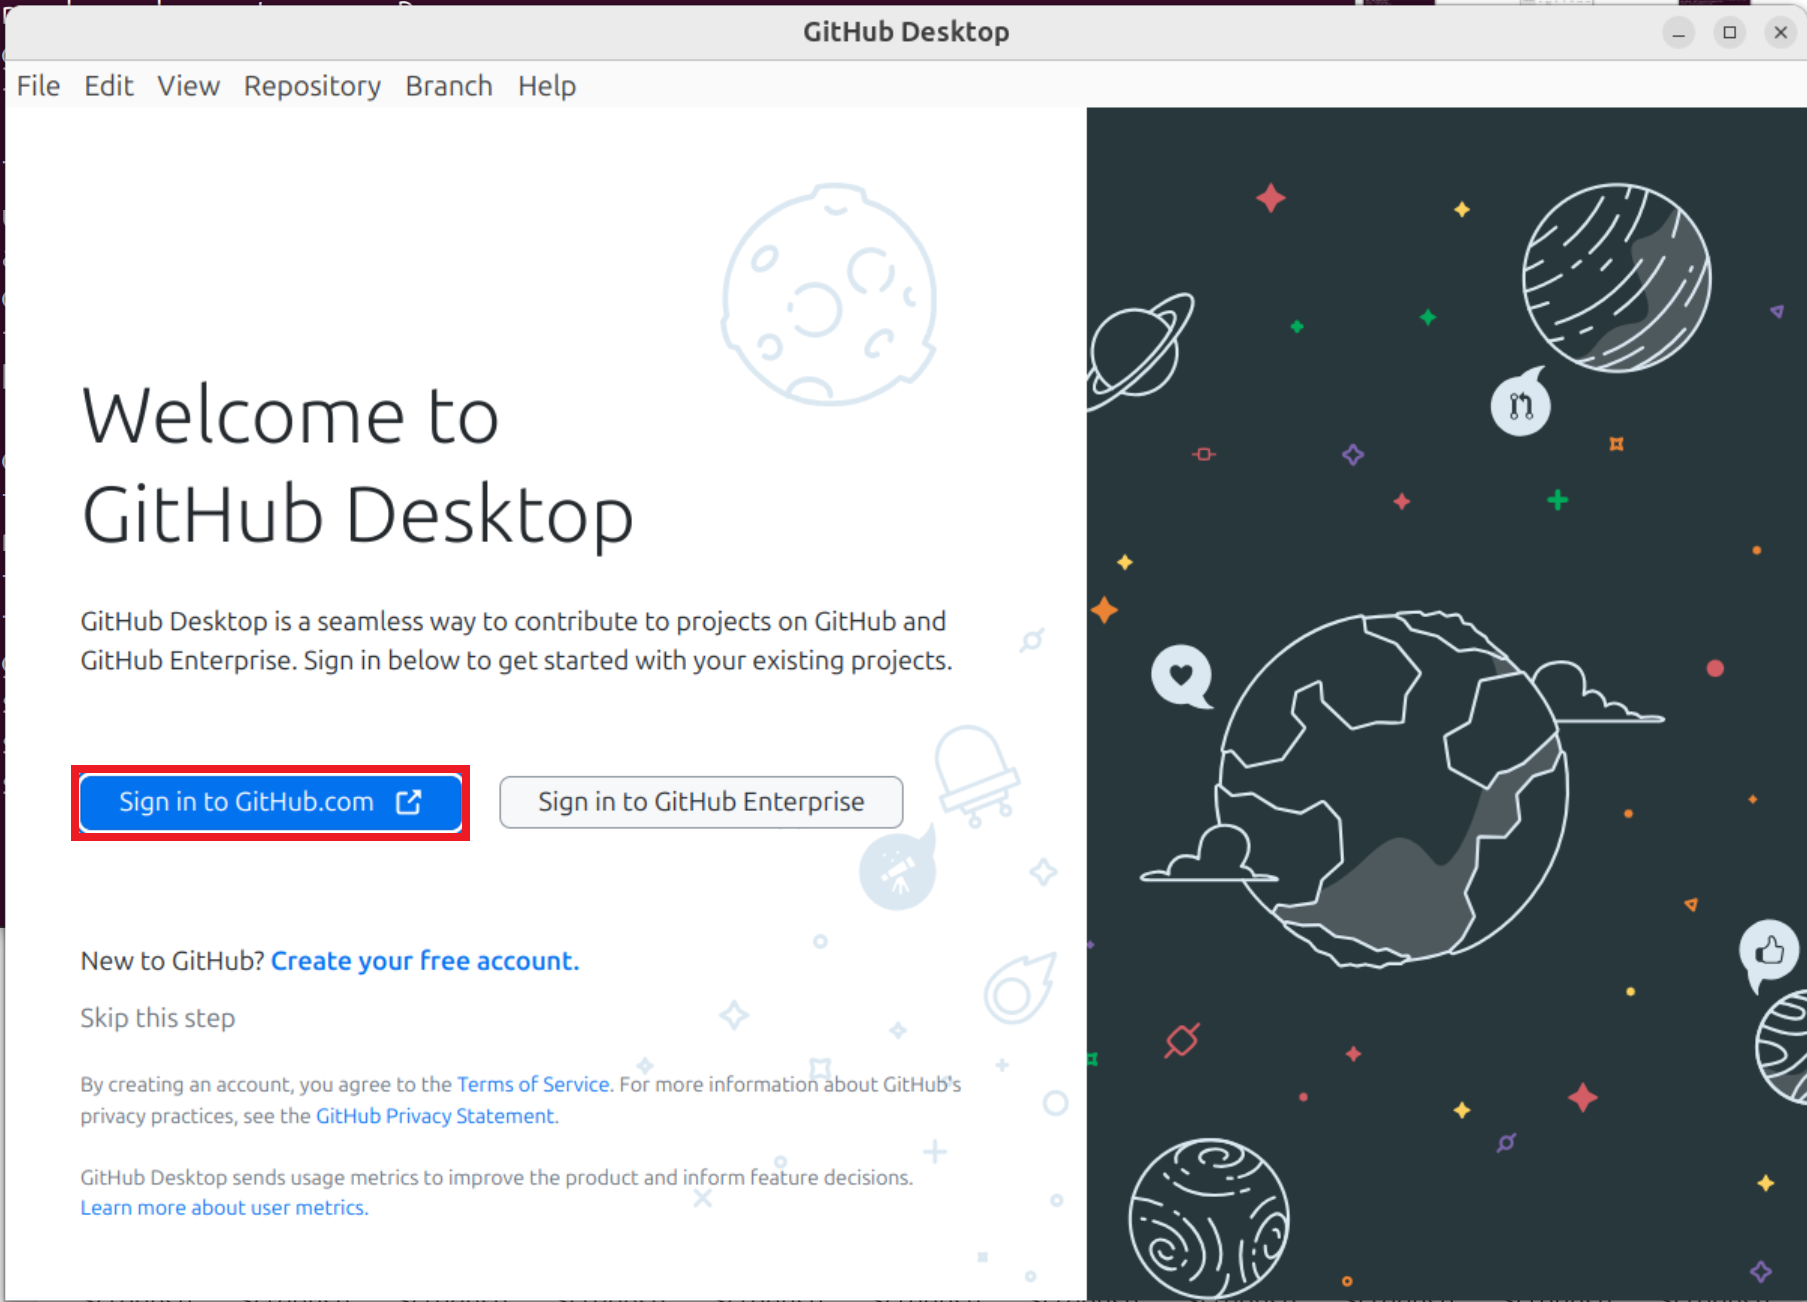 GitHub Desktop
File Edit View Repository Branch Help
Welcome to
GitHub Desktop
GitHub Desktop is a seamless way to contribute to projects on GitHub and
GitHub Enterprise. Sign in below to get started with your existing projects.
Sign in to GitHub.com
Sign in to GitHub Enterprise
New to GitHub? Create your free account.
Skip this step
By creating an account, you agree to the Terms of Service. For more information about GitHub's
privacy practices, see the GitHub Privacy Statement.
GitHub Desktop sends usage metrics to improve the product and inform feature decisions.
Learn more about user metrics.